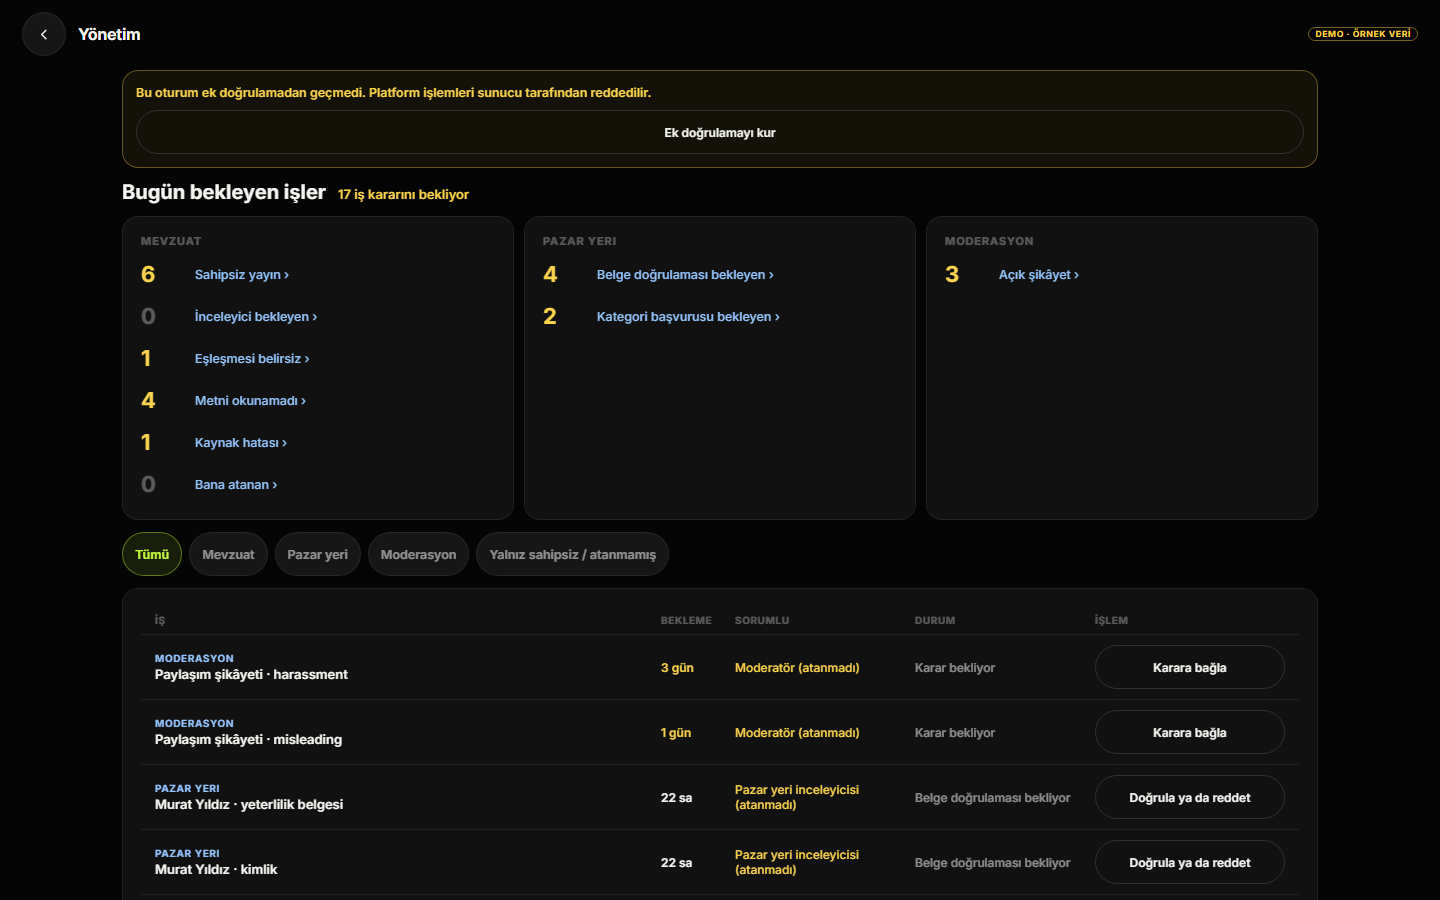 Yönetim
DEMO · ÖRNEK VERİ
Bu oturum ek doğrulamadan geçmedi. Platform işlemleri sunucu tarafından reddedilir.
Ek doğrulamayı kur
Bugün bekleyen işler 17 iş kararını bekliyor
MEVZUAT
6 Sahipsiz yayın ›
0 İnceleyici bekleyen ›
1 Eşleşmesi belirsiz ›
4 Metni okunamadı ›
1 Kaynak hatası ›
0 Bana atanan ›
PAZAR YERI
4 Belge doğrulaması bekleyen ›
2 Kategori başvurusu bekleyen ›
MODERASYON
3 Açık şikâyet ›
Tümü Mevzuat Pazar yeri Moderasyon Yalnız sahipsiz / atanmamış
İŞ BEKLEME SORUMLU DURUM İŞLEM
MODERASYON
Paylaşım şikâyeti · harassment 3 gün Moderatör (atanmadı) Karar bekliyor Karara bağla
MODERASYON
Paylaşım şikâyeti · misleading 1 gün Moderatör (atanmadı) Karar bekliyor Karara bağla
PAZAR YERI
Murat Yıldız · yeterlilik belgesi 22 sa Pazar yeri inceleyicisi
(atanmadı) Belge doğrulaması bekliyor Doğrula ya da reddet
PAZAR YERI
Murat Yıldız · kimlik 22 sa Pazar yeri inceleyicisi
(atanmadı) Belge doğrulaması bekliyor Doğrula ya da reddet